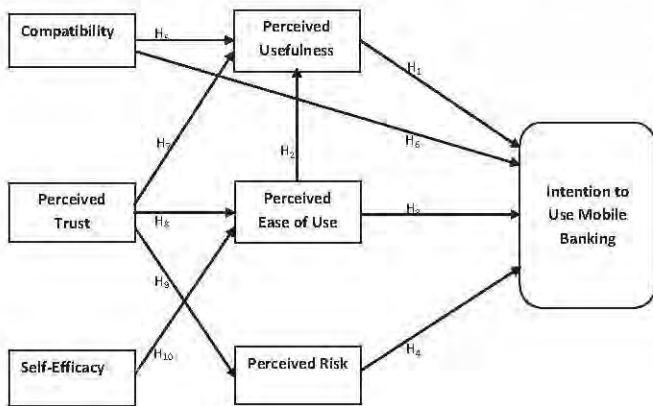 Compatibility
H₅
Perceived
Usefulness
H₁
H₆
H₇
H₂
Perceived
Trust
H₈
Perceived
Ease of Use
H₃
Intention to
Use Mobile
Banking
H₉
Self-Efficacy
H₁₀
Perceived Risk
H₄